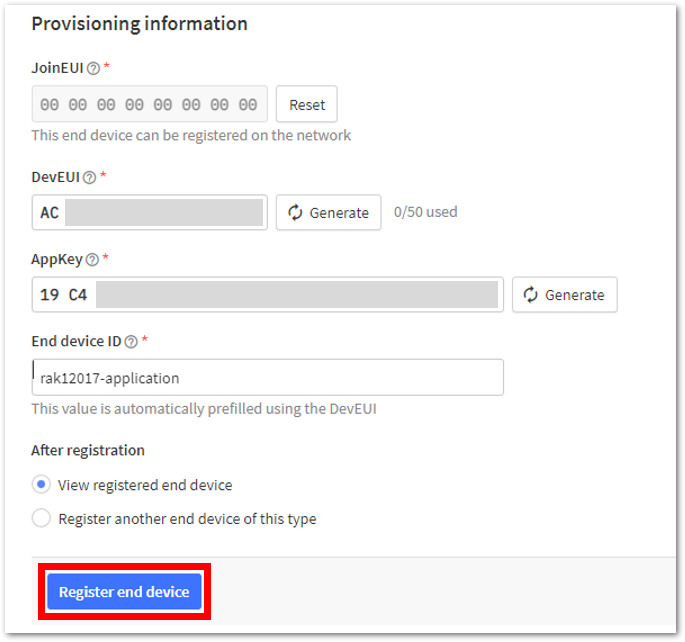 Provisioning information
JoinEUI *
00 00 00 00 00 00 00 00 Reset
This end device can be registered on the network
DevEUI *
AC Generate 0/50 used
AppKey *
19 C4 Generate
End device ID *
rak12017-application
This value is automatically prefilled using the DevEUI
After registration
View registered end device
Register another end device of this type
Register end device